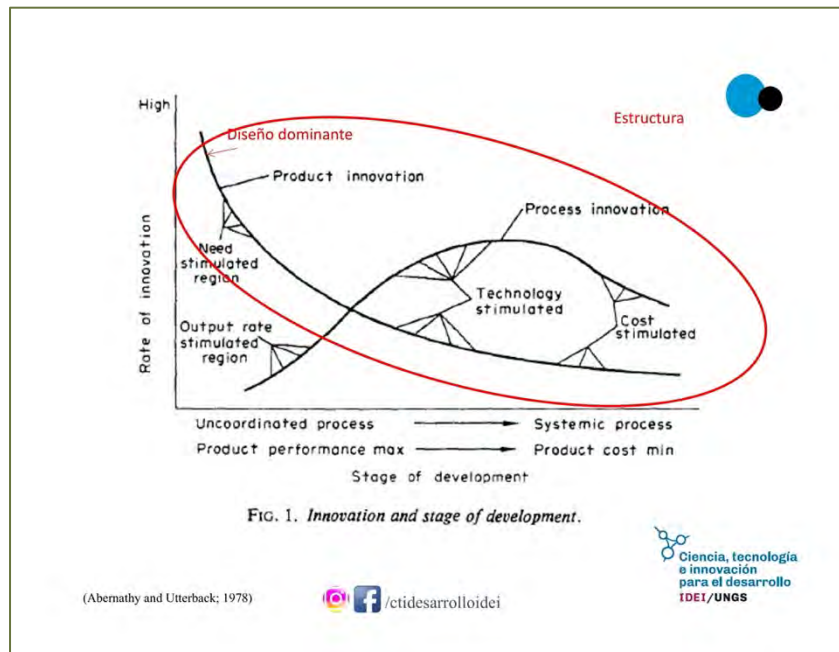 High
Diseño dominante
Estructura
Product innovation
Process innovation
Need
stimulated
region
Technology
stimulated
Output rate
stimulated
region
Cost
stimulated
Rate of innovation
Uncoordinated process
Systemic process
Product performance max
Product cost min
Stage of development
FIG. 1. Innovation and stage of development.
Ciencia, tecnología
e innovación
para el desarrollo
IDEI/UNGS
(Abernathy and Utterback; 1978)
/ctidesarrolloidei